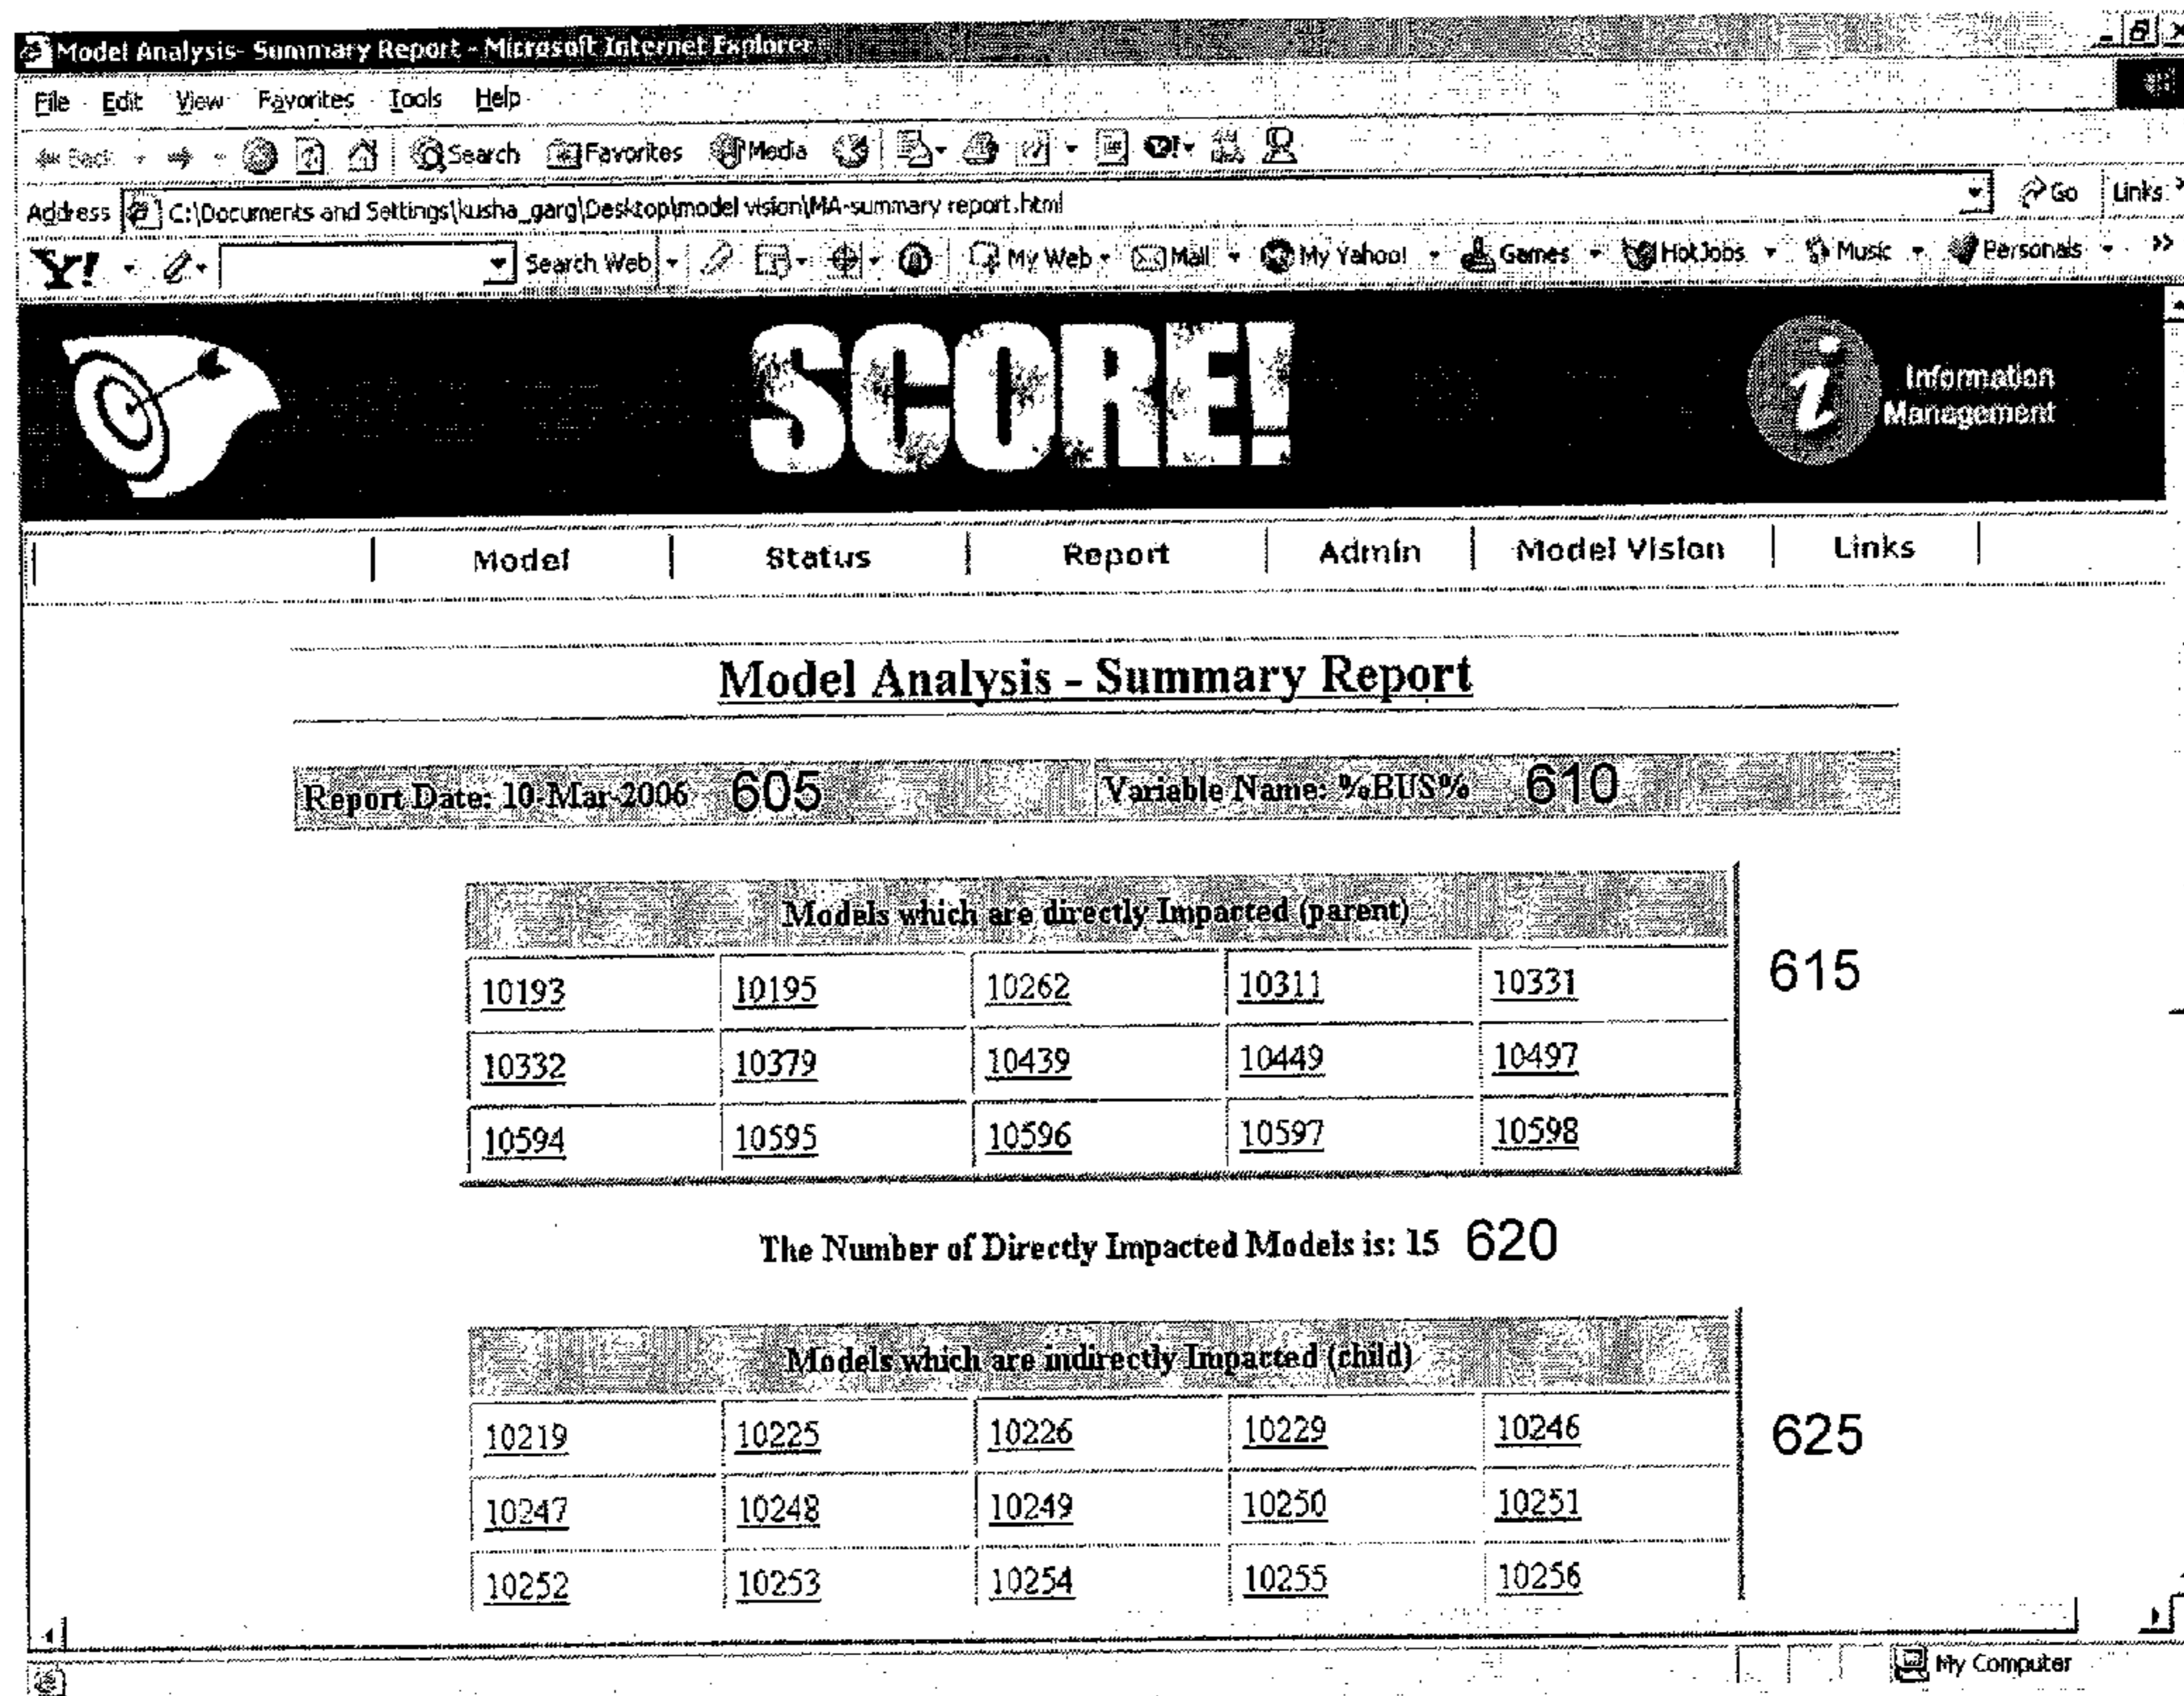 Model Analysis- Summary Report - Microsoft Internet Explorer
File Edit View Favorites Tools Help
Back Search Favorites Media
Address C:\Documents and Settings\kusha_garg\Desktop\model vision\MA-summary report.html Go Links
Y! Search Web My Web Mail My Yahoo! Games HotJobs Music Personals
SCORE!
i Information Management
Model Status Report Admin Model Vision Links
Model Analysis - Summary Report
Report Date: 10-Mar-2006 605 Variable Name: %BUS% 610
Models which are directly Impacted (parent)
10193 10195 10262 10311 10331
615
10332 10379 10439 10449 10497
10594 10595 10596 10597 10598
The Number of Directly Impacted Models is: 15 620
Models which are indirectly Impacted (child)
10219 10225 10226 10229 10246
625
10247 10248 10249 10250 10251
10252 10253 10254 10255 10256
My Computer